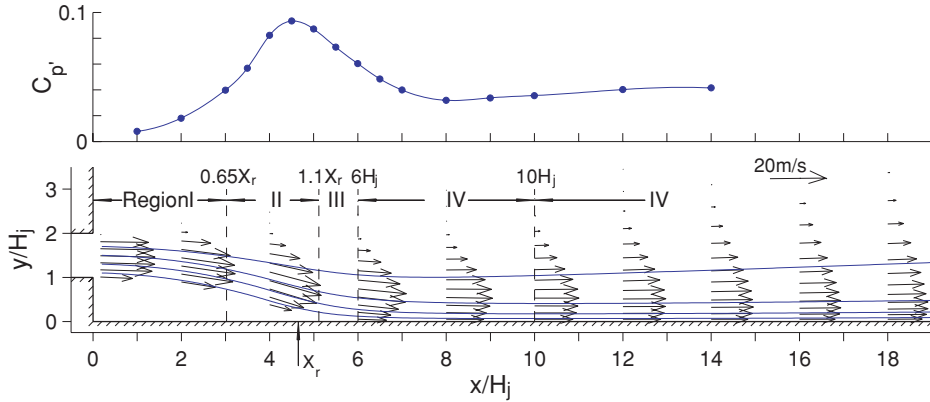 0.1
C_p'
0
0.65X_r 1.1X_r 6H_j 10H_j 20m/s
RegionI II III IV IV
y/H_j
3
2
1
0
0 2 4 6 8 10 12 14 16 18
X_r
x/H_j